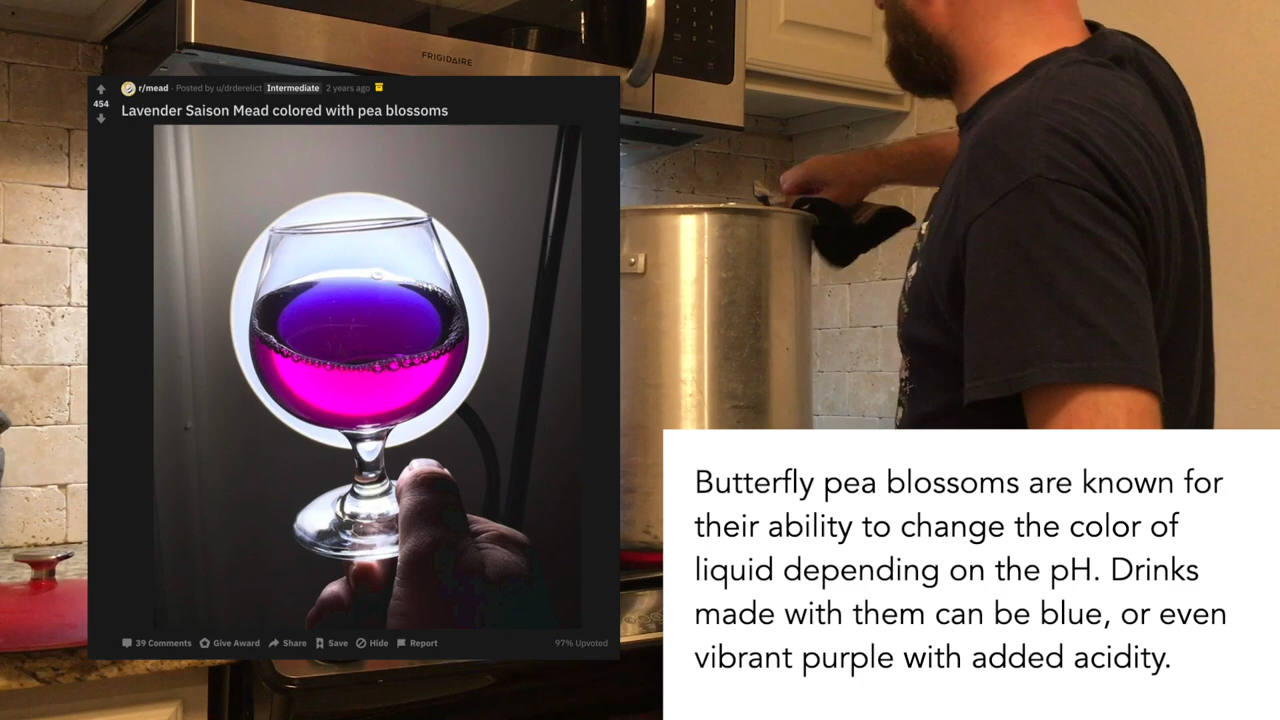 FRIGIDAIRE
r/mead · Posted by u/drderelict Intermediate 2 years ago
454
Lavender Saison Mead colored with pea blossoms
39 Comments Give Award Share Save Hide Report 97% Upvoted
Butterfly pea blossoms are known for
their ability to change the color of
liquid depending on the pH. Drinks
made with them can be blue, or even
vibrant purple with added acidity.